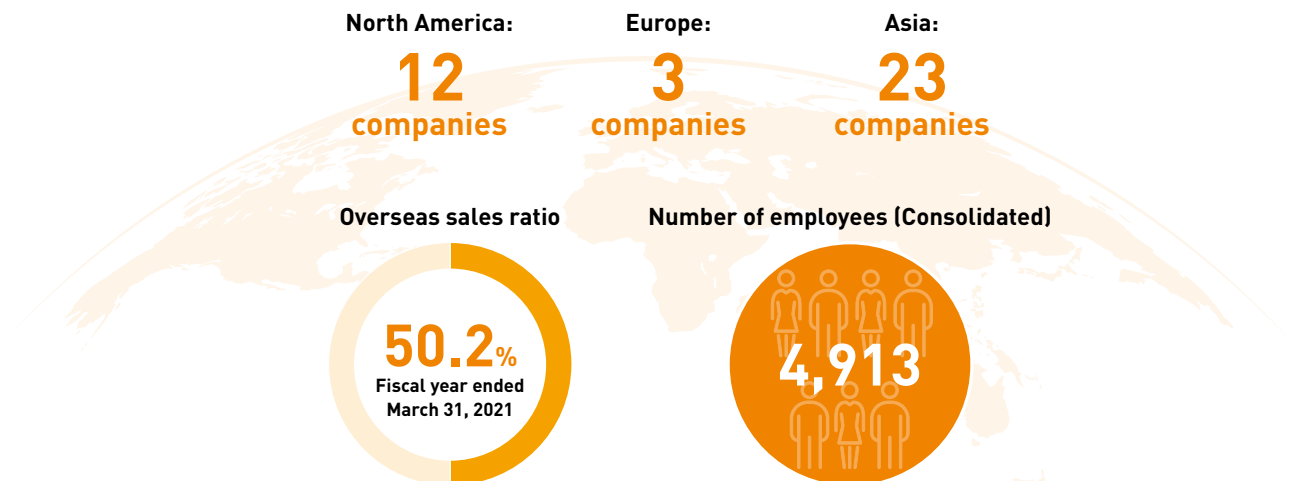 North America:
12
companies
Europe:
3
companies
Asia:
23
companies
Overseas sales ratio
50.2%
Fiscal year ended
March 31, 2021
Number of employees (Consolidated)
4,913